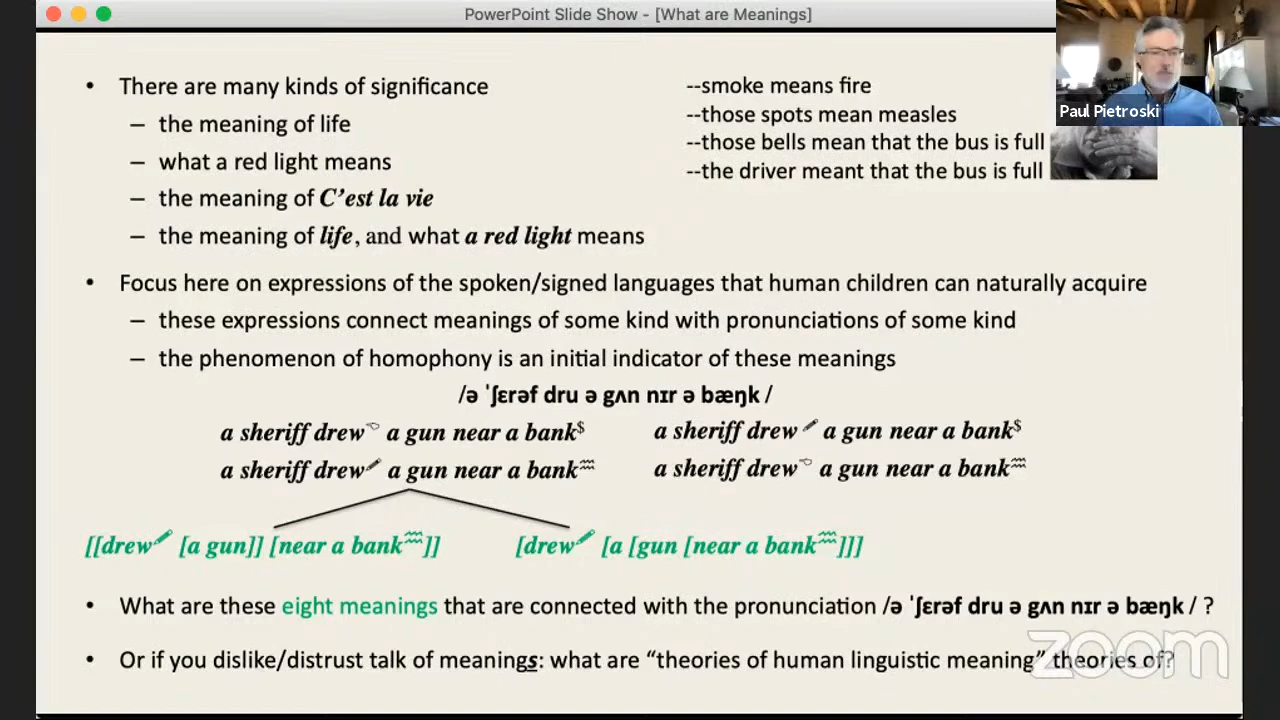 PowerPoint Slide Show - [What are Meanings]
Paul Pietroski
• There are many kinds of significance
– the meaning of life
– what a red light means
– the meaning of C’est la vie
– the meaning of life, and what a red light means
--smoke means fire
--those spots mean measles
--those bells mean that the bus is full
--the driver meant that the bus is full
• Focus here on expressions of the spoken/signed languages that human children can naturally acquire
– these expressions connect meanings of some kind with pronunciations of some kind
– the phenomenon of homophony is an initial indicator of these meanings
/ə ˈʃɛrəf dru ə gʌn nɪr ə bæŋk /
a sheriff drew☜ a gun near a bank$ a sheriff drew✏ a gun near a bank$
a sheriff drew✏ a gun near a bank♒ a sheriff drew☜ a gun near a bank♒
[[drew✏ [a gun]] [near a bank♒]] [drew✏ [a [gun [near a bank♒]]]
• What are these eight meanings that are connected with the pronunciation /ə ˈʃɛrəf dru ə gʌn nɪr ə bæŋk / ?
• Or if you dislike/distrust talk of meanings: what are “theories of human linguistic meaning” theories of?
zoom